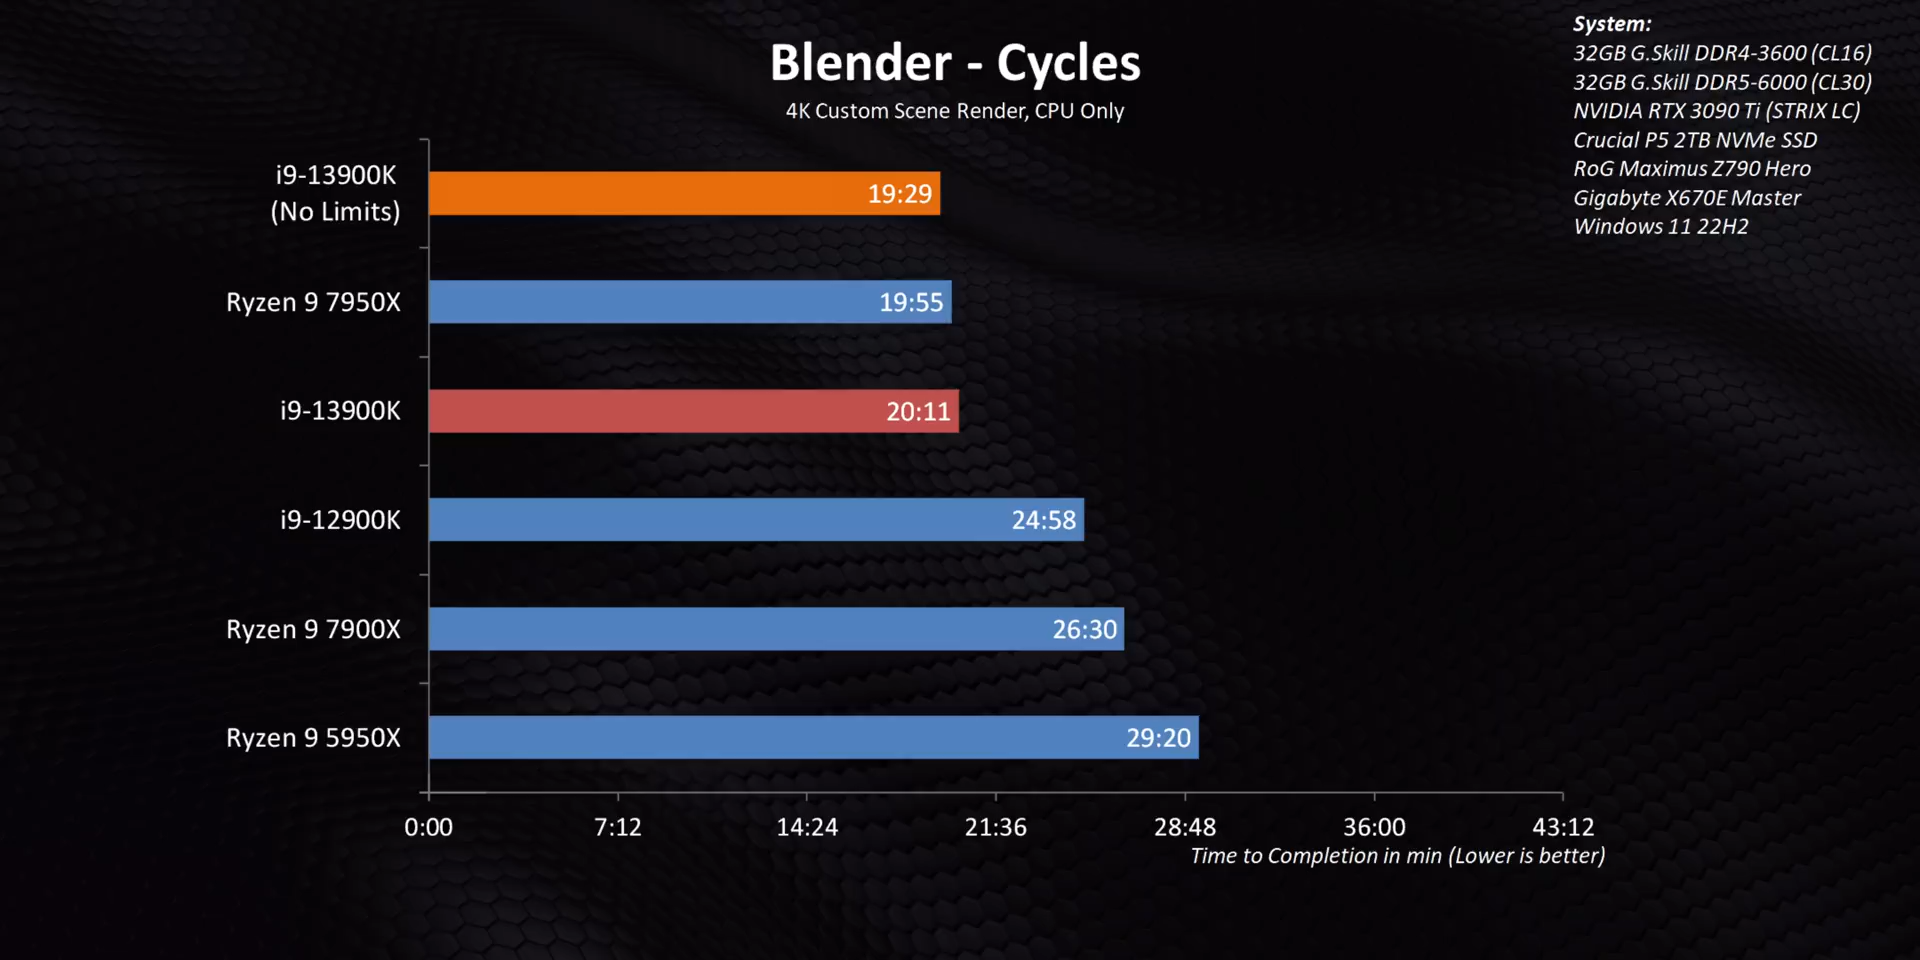 Blender - Cycles
4K Custom Scene Render, CPU Only
System:
32GB G.Skill DDR4-3600 (CL16)
32GB G.Skill DDR5-6000 (CL30)
NVIDIA RTX 3090 Ti (STRIX LC)
Crucial P5 2TB NVMe SSD
RoG Maximus Z790 Hero
Gigabyte X670E Master
Windows 11 22H2
i9-13900K
(No Limits)
19:29
Ryzen 9 7950X
19:55
i9-13900K
20:11
i9-12900K
24:58
Ryzen 9 7900X
26:30
Ryzen 9 5950X
29:20
0:00 7:12 14:24 21:36 28:48 36:00 43:12
Time to Completion in min (Lower is better)